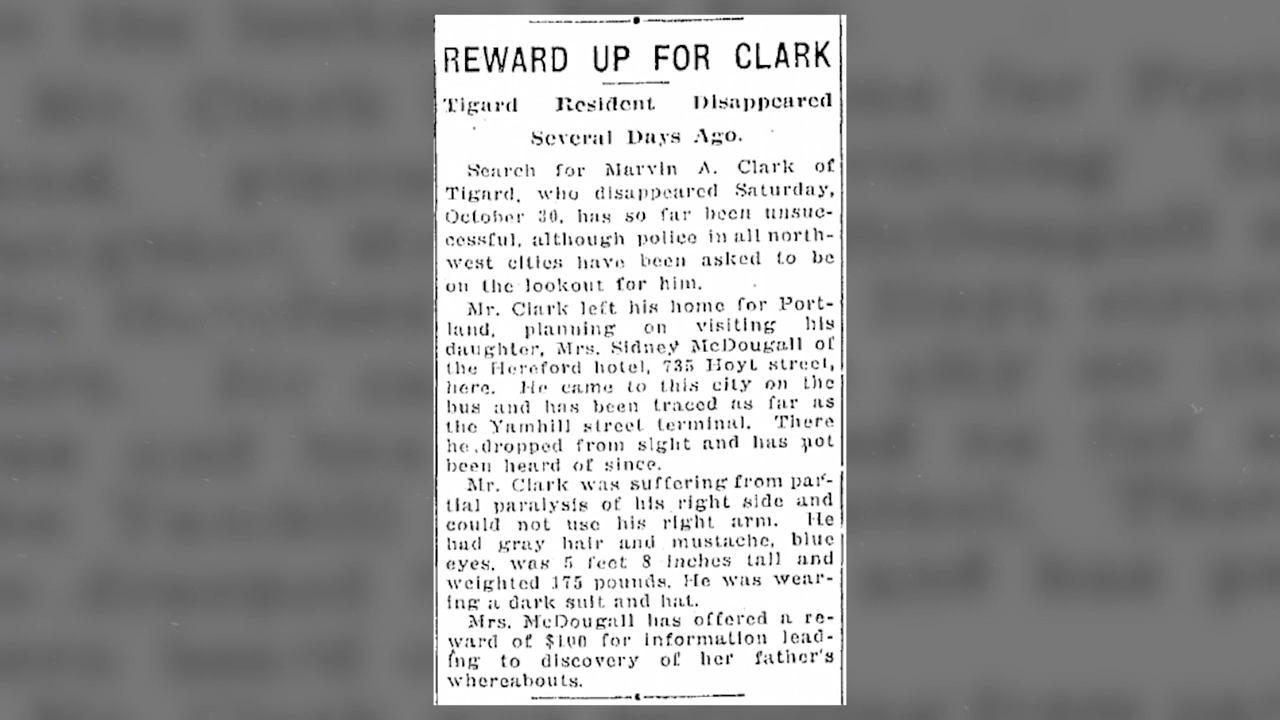 REWARD UP FOR CLARK
Tigard Resident Disappeared
Several Days Ago.
Search for Marvin A. Clark of
Tigard, who disappeared Saturday,
October 30, has so far been unsuc-
cessful, although police in all north-
west cities have been asked to be
on the lookout for him.
Mr. Clark left his home for Port-
land, planning on visiting his
daughter, Mrs. Sidney McDougall of
the Hereford hotel, 735 Hoyt street,
here. He came to this city on the
bus and has been traced as far as
the Yamhill street terminal. There
he dropped from sight and has not
been heard of since.
Mr. Clark was suffering from par-
tial paralysis of his right side and
could not use his right arm. He
had gray hair and mustache, blue
eyes, was 5 feet 8 inches tall and
weighted 175 pounds. He was wear-
ing a dark suit and hat.
Mrs. McDougall has offered a re-
ward of $100 for information lead-
ing to discovery of her father's
whereabouts.